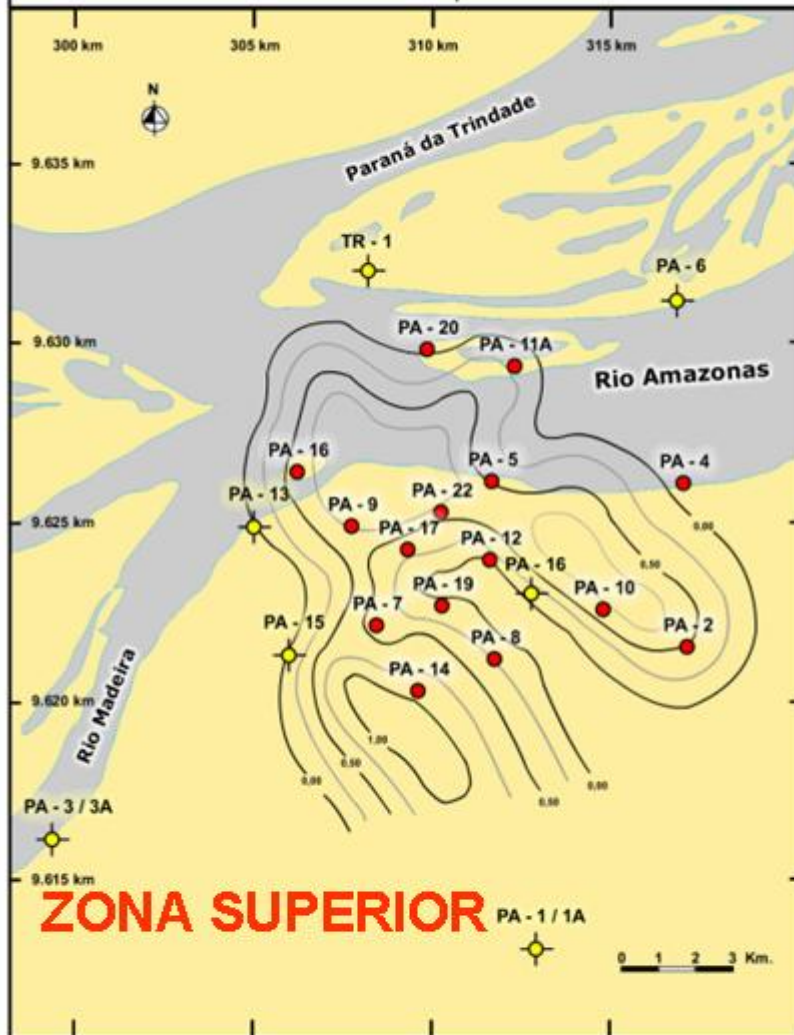 300 km
305 km
310 km
315 km
N
Paraná da Trindade
9.635 km
TR - 1
PA - 6
9.630 km
PA - 20
PA - 11A
Rio Amazonas
PA - 16
PA - 5
PA - 4
PA - 13
PA - 22
PA - 9
0,00
9.625 km
PA - 17
PA - 12
PA - 16
0,50
PA - 10
PA - 19
PA - 7
PA - 15
PA - 2
PA - 8
PA - 14
Rio Madeira
9.620 km
1,00
0,50
0,00
0,00
0,50
PA - 3 / 3A
9.615 km
ZONA SUPERIOR
PA - 1 / 1A
0 1 2 3 Km.